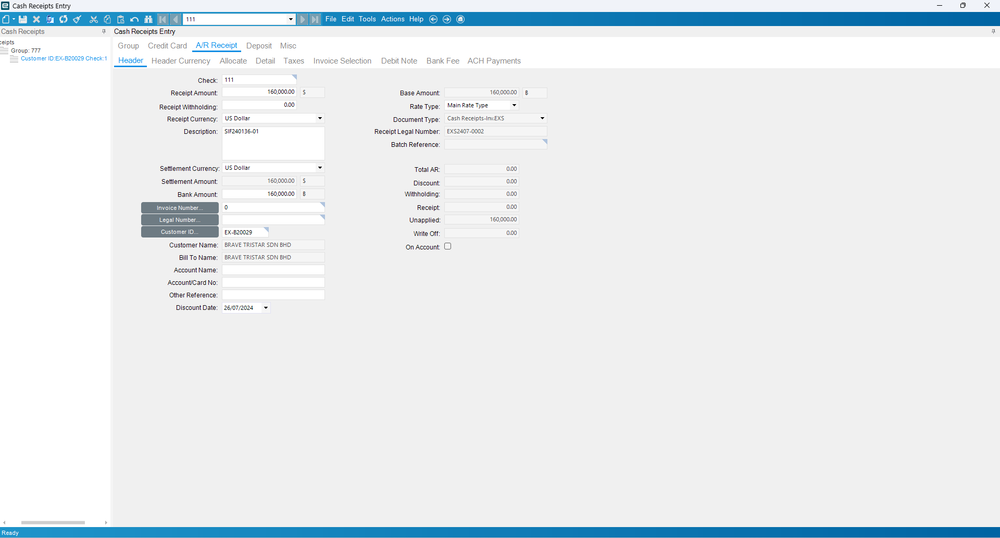 Cash Receipts Entry
111
File Edit Tools Actions Help
Cash Receipts
Cash Receipts Entry
ceipts
Group: 777
Customer ID:EX-B20029 Check:1
Group Credit Card A/R Receipt Deposit Misc
Header Header Currency Allocate Detail Taxes Invoice Selection Debit Note Bank Fee ACH Payments
Check: 111
Receipt Amount: 160,000.00 $
Receipt Withholding: 0.00
Receipt Currency: US Dollar
Description: SIF240136-01
Settlement Currency: US Dollar
Settlement Amount: 160,000.00 $
Bank Amount: 160,000.00 ฿
Invoice Number... 0
Legal Number...
Customer ID... EX-B20029
Customer Name: BRAVE TRISTAR SDN BHD
Bill To Name: BRAVE TRISTAR SDN BHD
Account Name:
Account/Card No:
Other Reference:
Discount Date: 26/07/2024
Base Amount: 160,000.00 ฿
Rate Type: Main Rate Type
Document Type: Cash Receipts-Inv.EXS
Receipt Legal Number: EXS2407-0002
Batch Reference:
Total AR: 0.00
Discount: 0.00
Withholding: 0.00
Receipt: 0.00
Unapplied: 160,000.00
Write Off: 0.00
On Account:
Ready